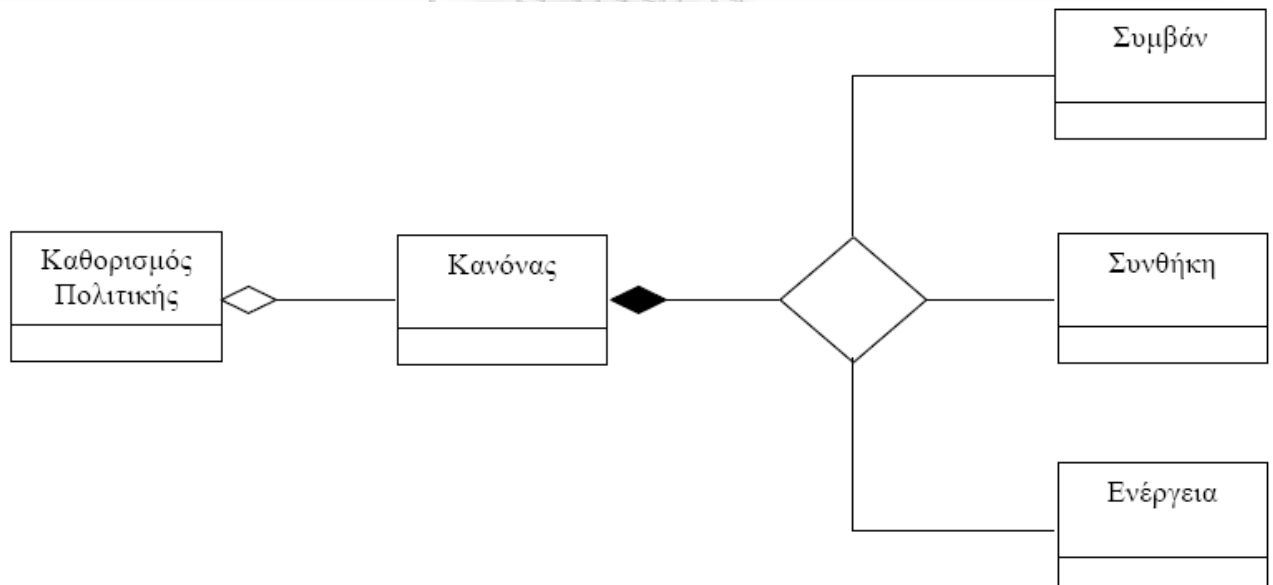 Συμβάν
Καθορισμός
Πολιτικής
Κανόνας
Συνθήκη
Ενέργεια